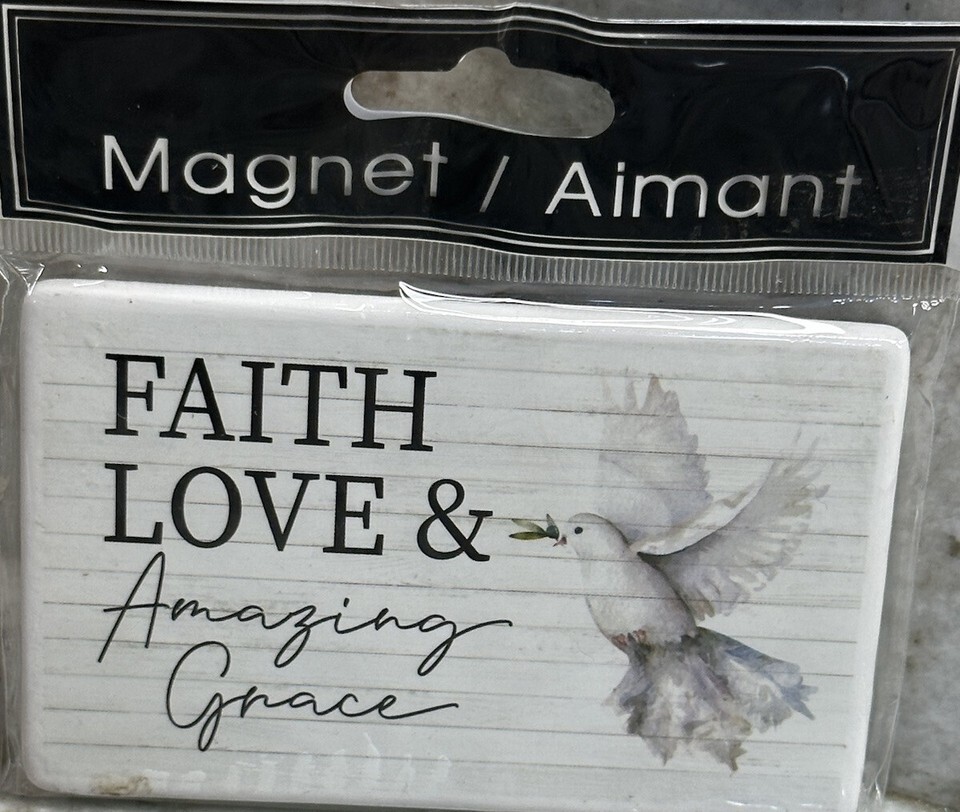 Magnet / Aimant
FAITH
LOVE &
Amazing
Grace